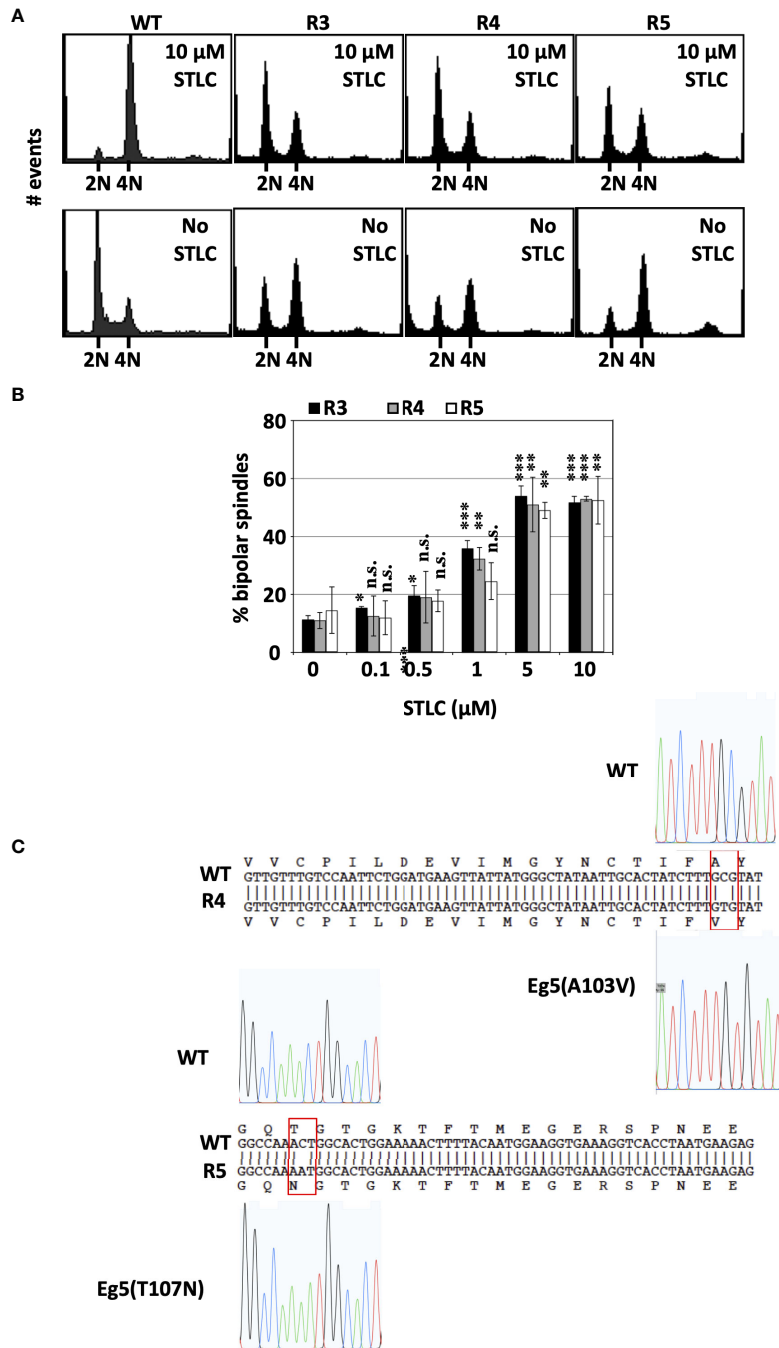 A
WT R3 R4 R5
10 µM STLC 10 µM STLC 10 µM STLC 10 µM STLC
# events
2N 4N 2N 4N 2N 4N 2N 4N
No STLC No STLC No STLC No STLC
2N 4N 2N 4N 2N 4N 2N 4N
B
R3 R4 R5
% bipolar spindles
80
60
40
20
0
* n.s. n.s. * n.s. n.s. *** ** n.s. *** ** ** *** *** **
***
0 0.1 0.5 1 5 10
STLC (µM)
WT
C
V V C P I L D E V I M G Y N C T I F A Y
WT GTTGTTTGTCCAATTCTGGATGAAGTTATTATGGGCTATAATTGCACTATCTTTGCGTAT
R4 GTTGTTTGTCCAATTCTGGATGAAGTTATTATGGGCTATAATTGCACTATCTTTGTGTAT
V V C P I L D E V I M G Y N C T I F V Y
Eg5(A103V)
WT
G Q T G T G K T F T M E G E R S P N E E
WT GGCCAAACTGGCACTGGAAAAACTTTTACAATGGAAGGTGAAAGGTCACCTAATGAAGAG
R5 GGCCAAAATGGCACTGGAAAAACTTTTACAATGGAAGGTGAAAGGTCACCTAATGAAGAG
G Q N G T G K T F T M E G E R S P N E E
Eg5(T107N)